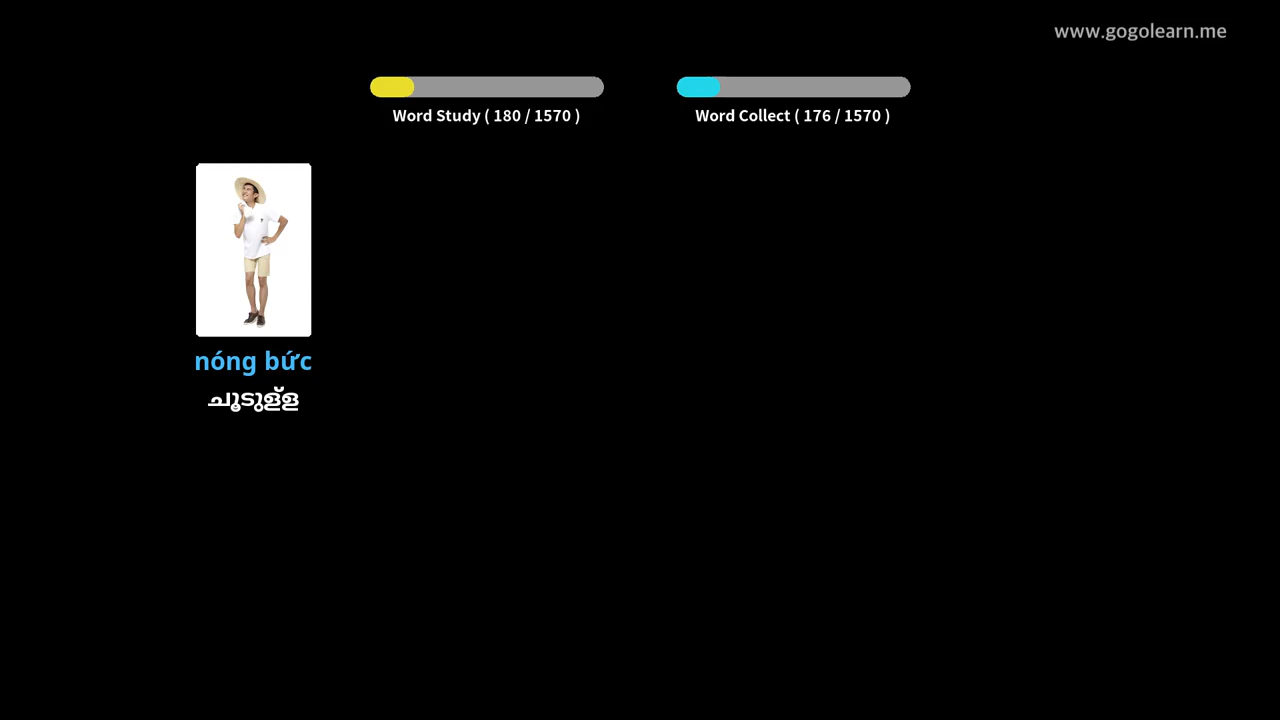 www.gogolearn.me
Word Study ( 180 / 1570 )
Word Collect ( 176 / 1570 )
nóng bức
ചൂടുള്ള